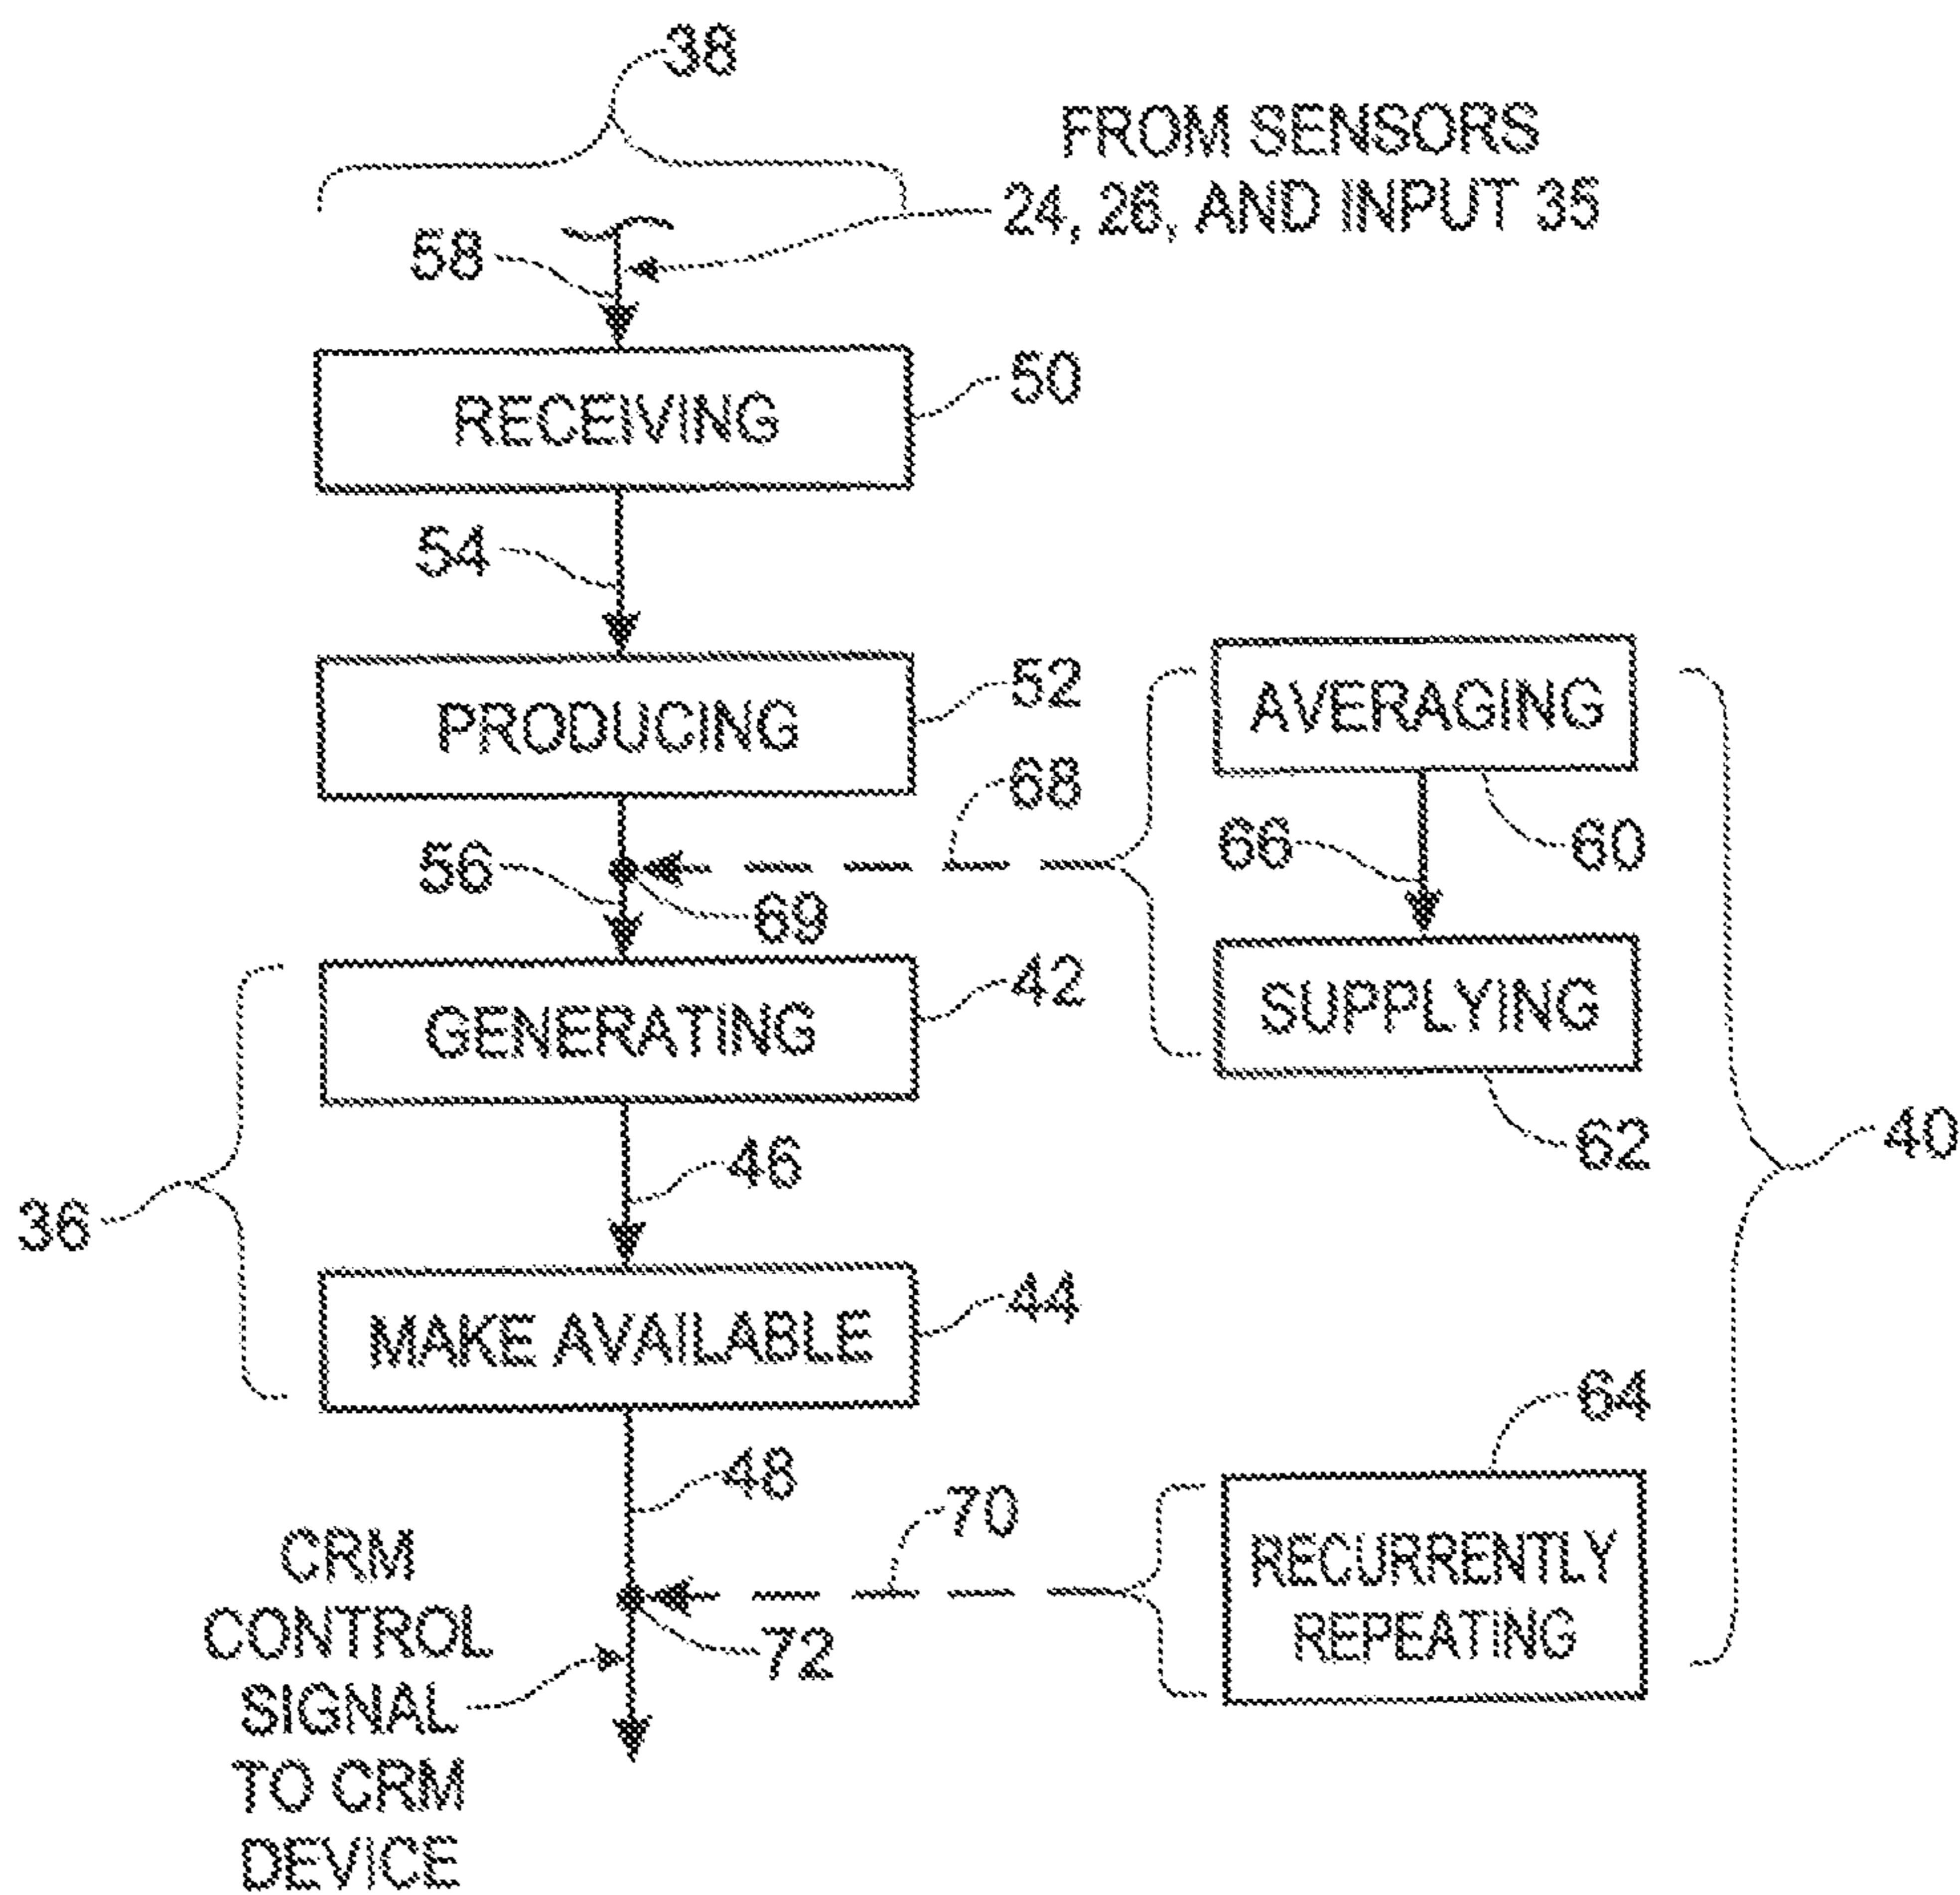 38
FROM SENSORS
24, 26, AND INPUT 35
58
RECEIVING
50
54
PRODUCING
52
AVERAGING
68
66
60
56
69
GENERATING
42
SUPPLYING
62
40
46
36
MAKE AVAILABLE
44
64
48
70
RECURRENTLY
REPEATING
72
CRM
CONTROL
SIGNAL
TO CRM
DEVICE